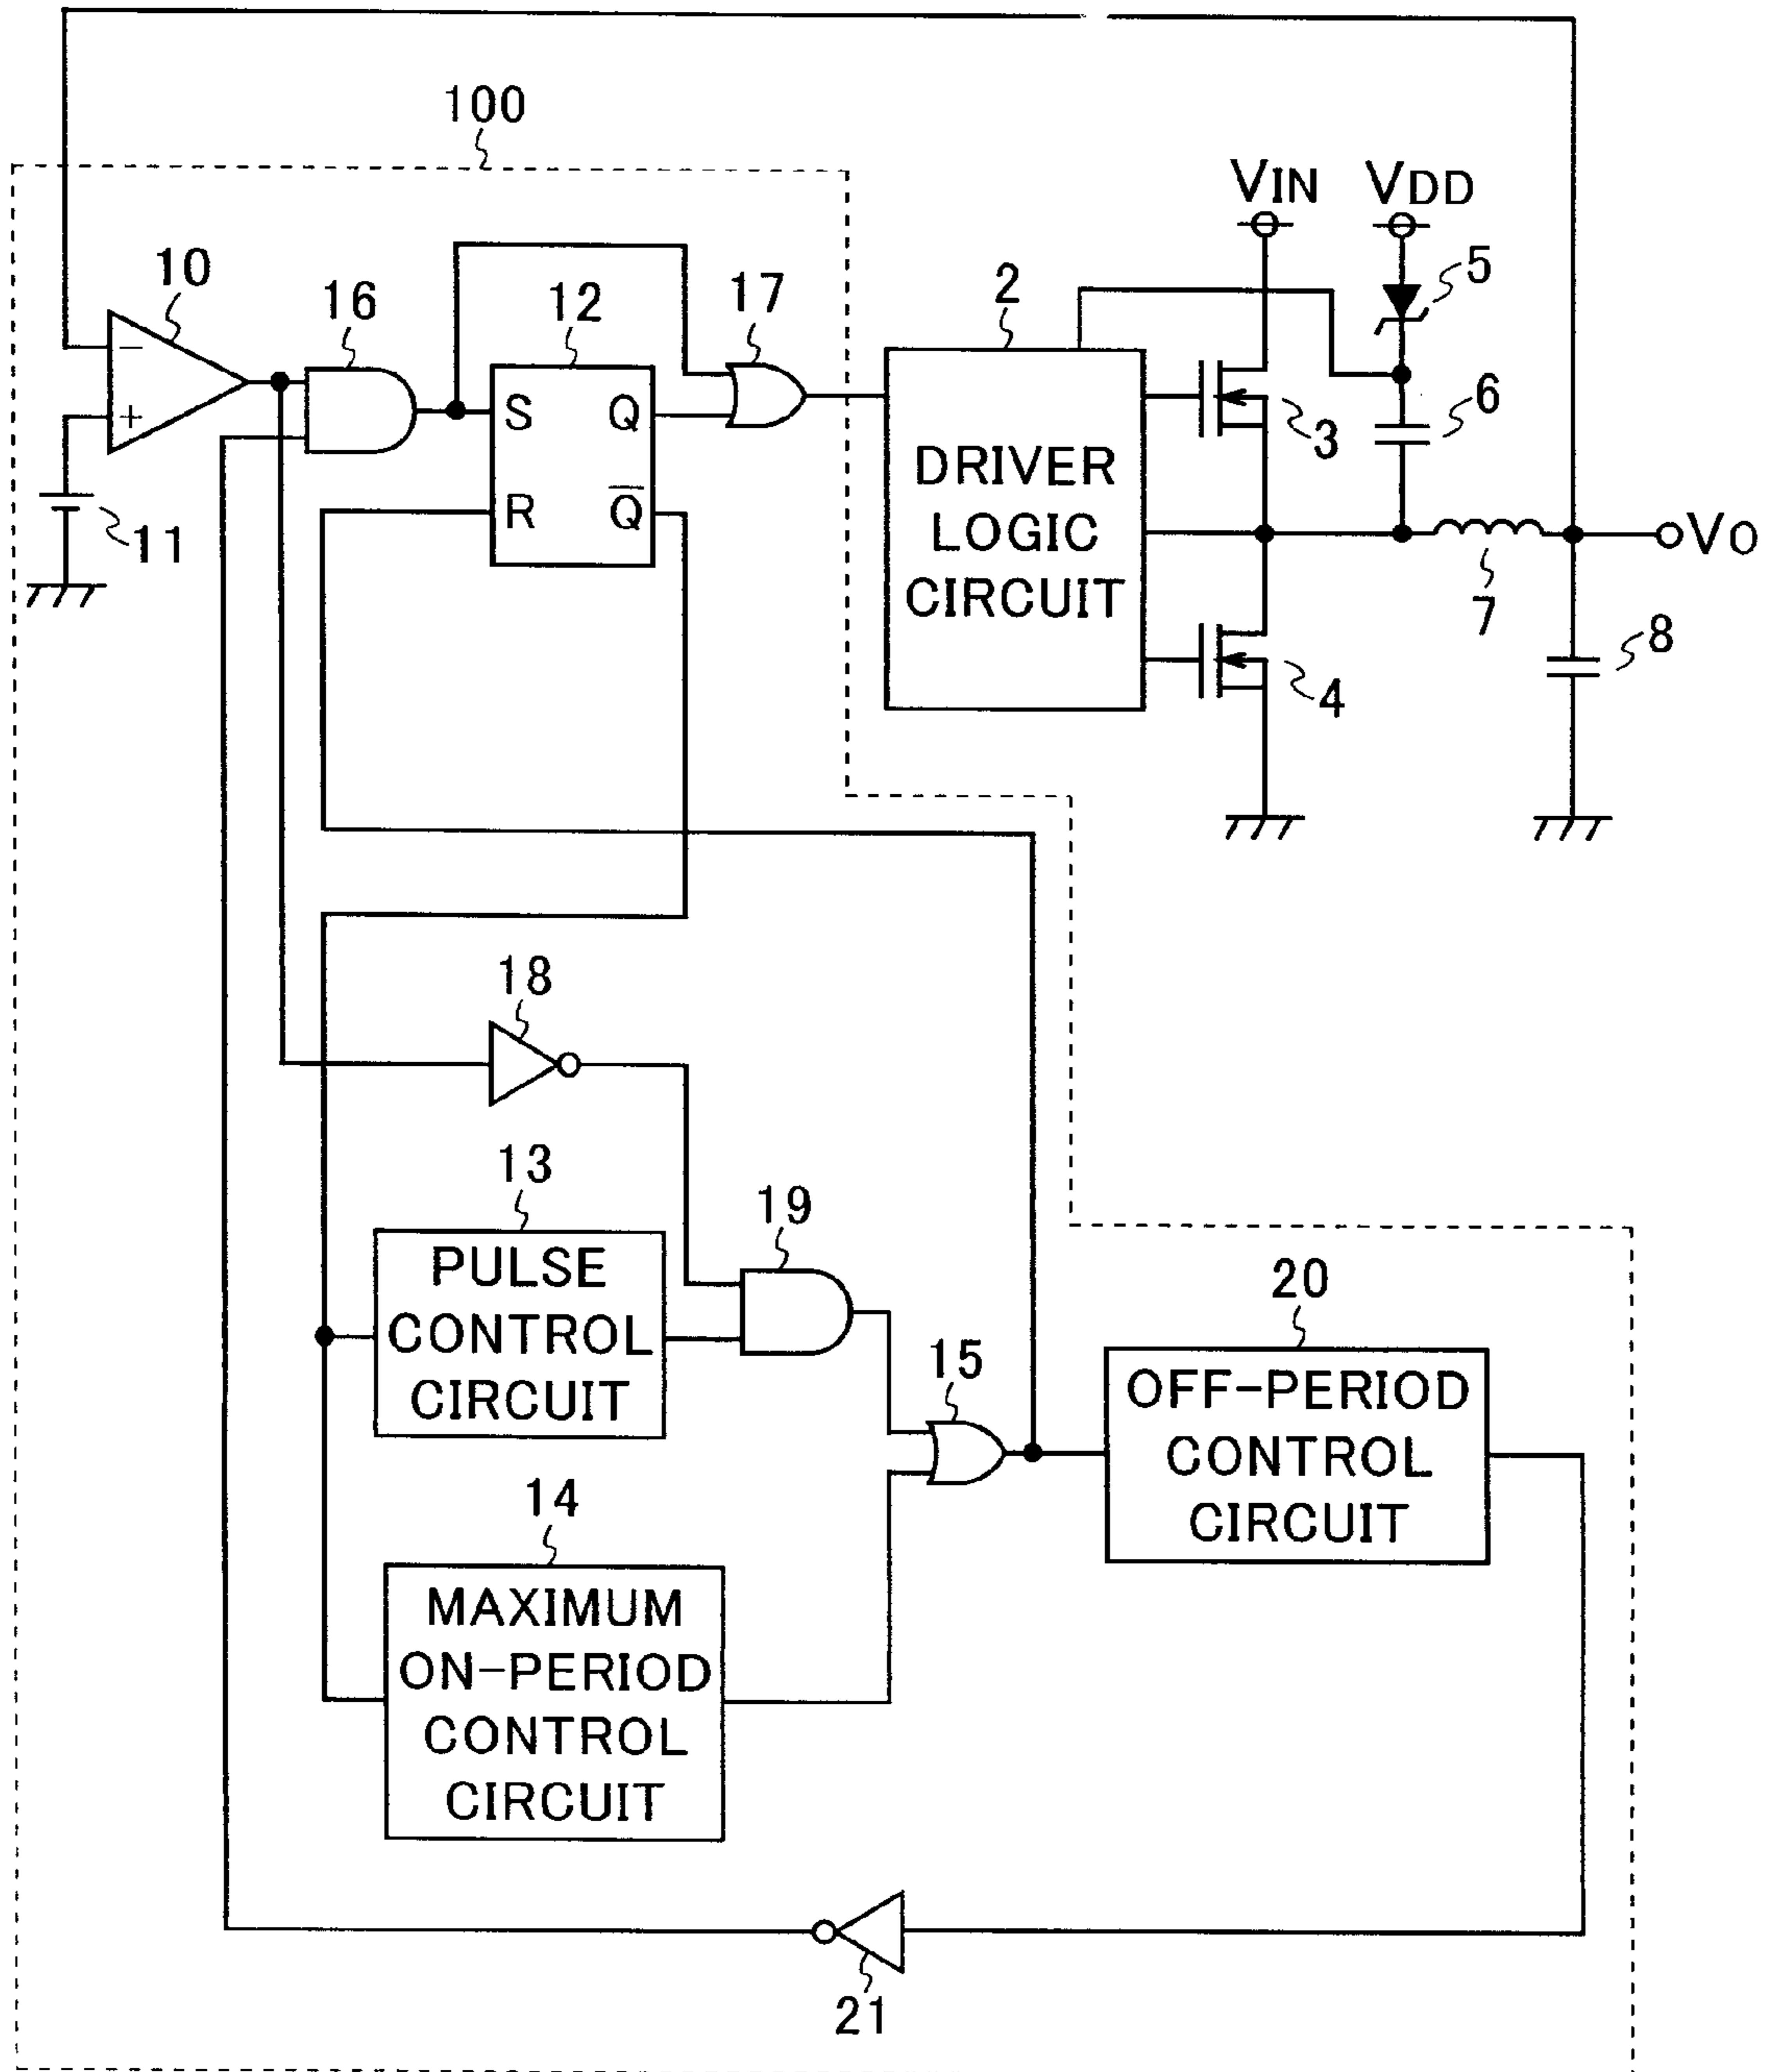 100
VIN
VDD
10
16
12
17
2
5
−
+
S
Q
R
Q̅
11
DRIVER
LOGIC
CIRCUIT
3
6
VO
7
4
8
18
13
PULSE
CONTROL
CIRCUIT
19
15
20
OFF-PERIOD
CONTROL
CIRCUIT
14
MAXIMUM
ON-PERIOD
CONTROL
CIRCUIT
21